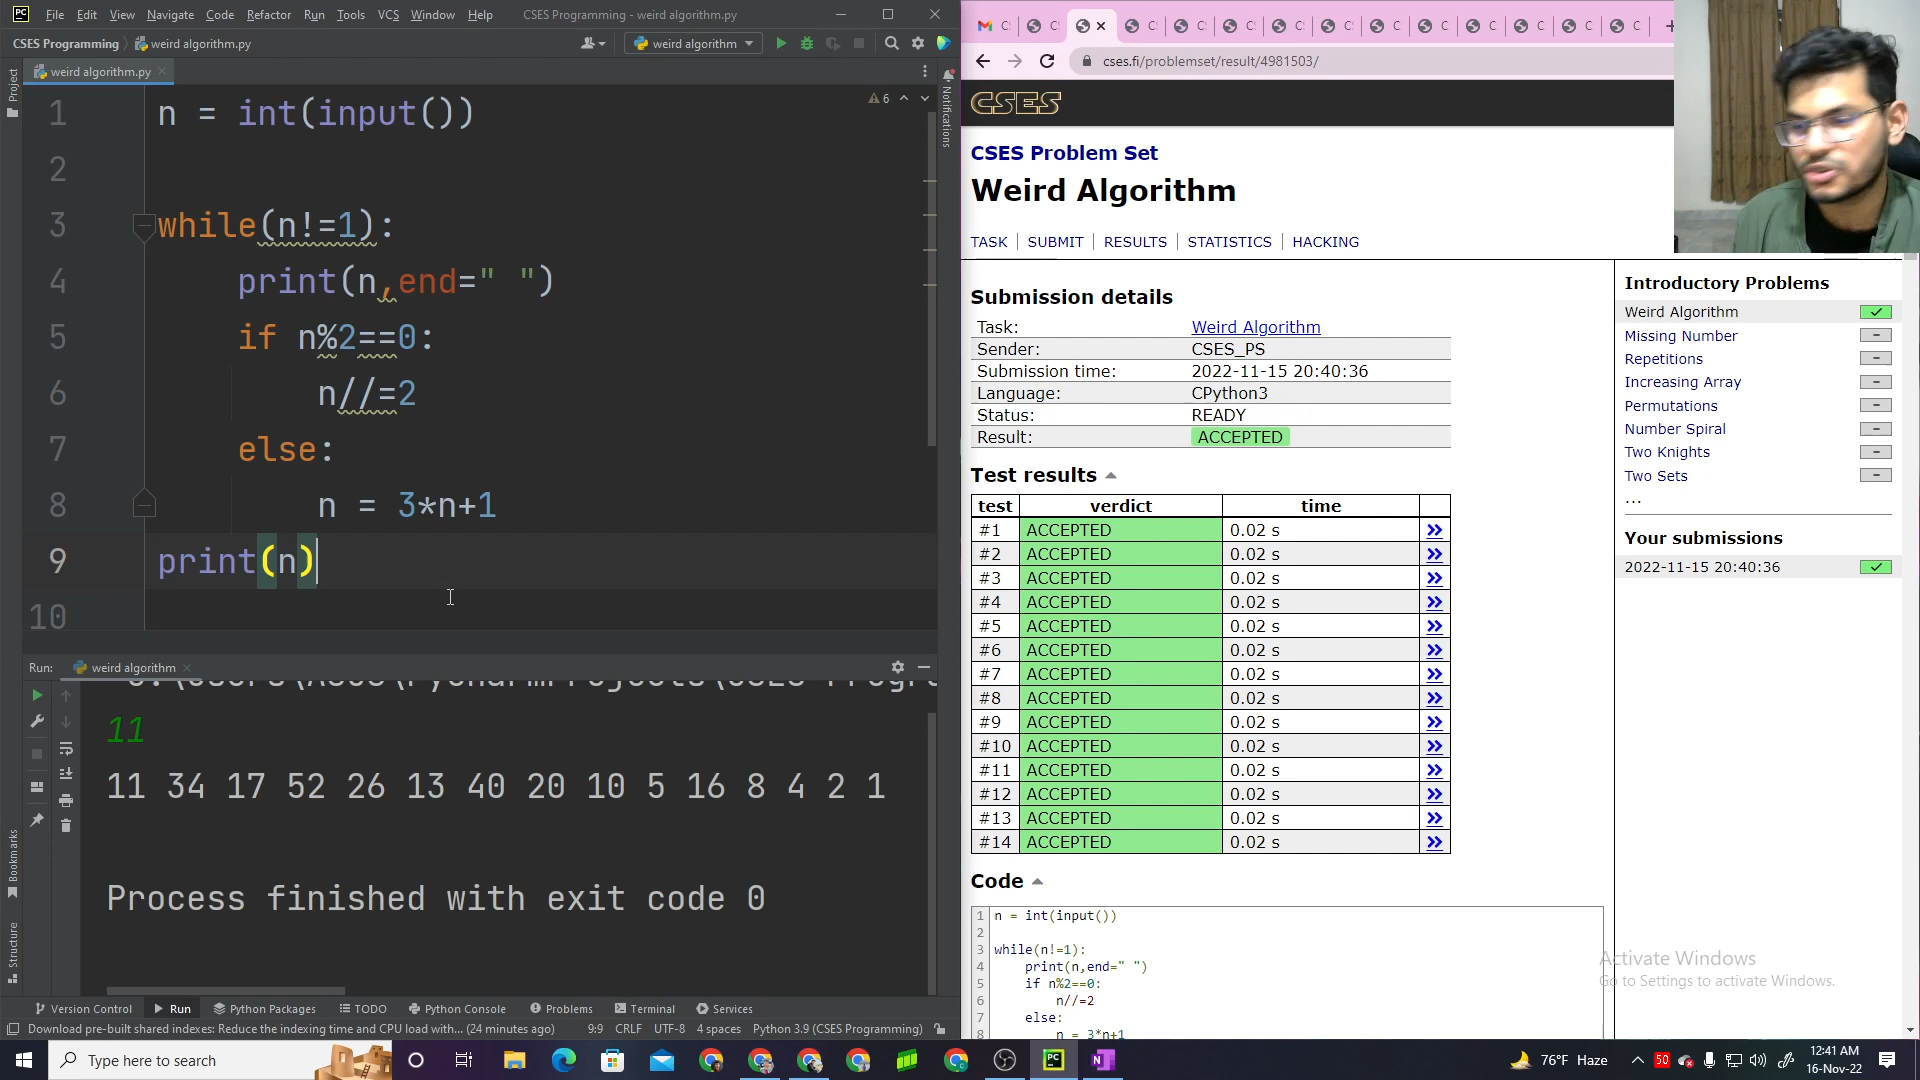 PC File Edit View Navigate Code Refactor Run Tools VCS Window Help CSES Programming - weird algorithm.py
CSES Programming weird algorithm.py weird algorithm
weird algorithm.py
Project
Notifications
6
1 n = int(input())
2
3 while(n!=1):
4 print(n,end=" ")
5 if n%2==0:
6 n//=2
7 else:
8 n = 3*n+1
9 print(n)
10
Run: weird algorithm
11
11 34 17 52 26 13 40 20 10 5 16 8 4 2 1
Process finished with exit code 0
Bookmarks
Structure
Version Control Run Python Packages TODO Python Console Problems Terminal Services
Download pre-built shared indexes: Reduce the indexing time and CPU load with... (24 minutes ago) 9:9 CRLF UTF-8 4 spaces Python 3.9 (CSES Programming)
cses.fi/problemset/result/4981503/
CSES
CSES Problem Set
Weird Algorithm
TASK SUBMIT RESULTS STATISTICS HACKING
Submission details
Task: Weird Algorithm
Sender: CSES_PS
Submission time: 2022-11-15 20:40:36
Language: CPython3
Status: READY
Result: ACCEPTED
Test results
test verdict time
#1 ACCEPTED 0.02 s »
#2 ACCEPTED 0.02 s »
#3 ACCEPTED 0.02 s »
#4 ACCEPTED 0.02 s »
#5 ACCEPTED 0.02 s »
#6 ACCEPTED 0.02 s »
#7 ACCEPTED 0.02 s »
#8 ACCEPTED 0.02 s »
#9 ACCEPTED 0.02 s »
#10 ACCEPTED 0.02 s »
#11 ACCEPTED 0.02 s »
#12 ACCEPTED 0.02 s »
#13 ACCEPTED 0.02 s »
#14 ACCEPTED 0.02 s »
Code
1 n = int(input())
2
3 while(n!=1):
4 print(n,end=" ")
5 if n%2==0:
6 n//=2
7 else:
8 n = 3*n+1
Introductory Problems
Weird Algorithm
Missing Number
Repetitions
Increasing Array
Permutations
Number Spiral
Two Knights
Two Sets
...
Your submissions
2022-11-15 20:40:36
Activate Windows
Go to Settings to activate Windows.
Type here to search
PC
N
76°F Haze
50
12:41 AM
16-Nov-22